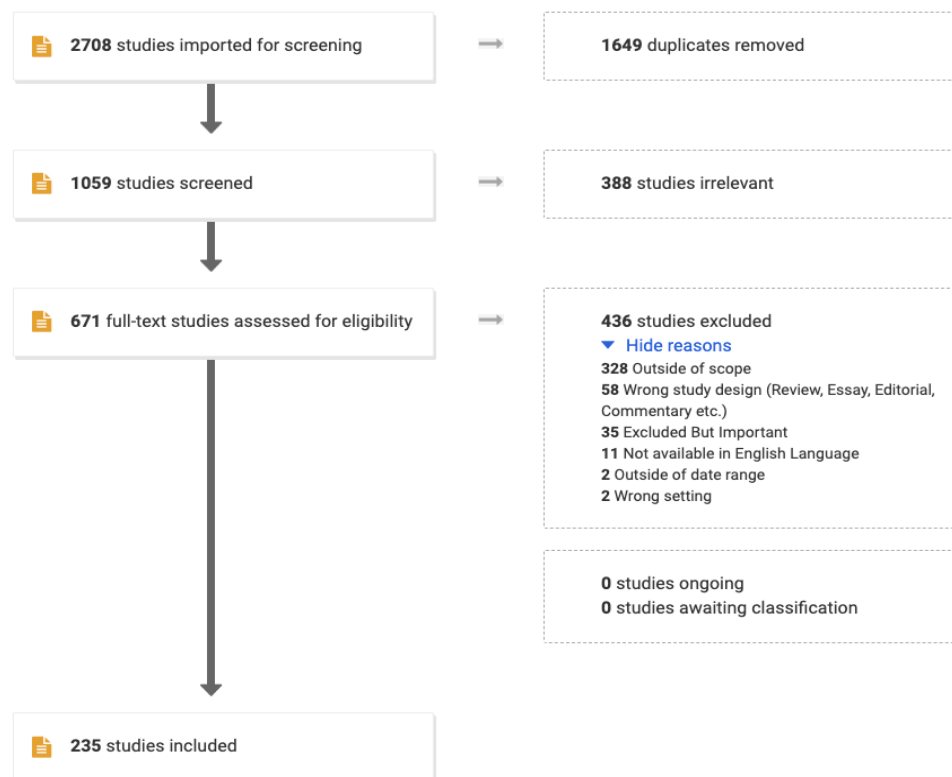 2708 studies imported for screening
1649 duplicates removed
1059 studies screened
388 studies irrelevant
671 full-text studies assessed for eligibility
436 studies excluded
Hide reasons
328 Outside of scope
58 Wrong study design (Review, Essay, Editorial,
Commentary etc.)
35 Excluded But Important
11 Not available in English Language
2 Outside of date range
2 Wrong setting
0 studies ongoing
0 studies awaiting classification
235 studies included